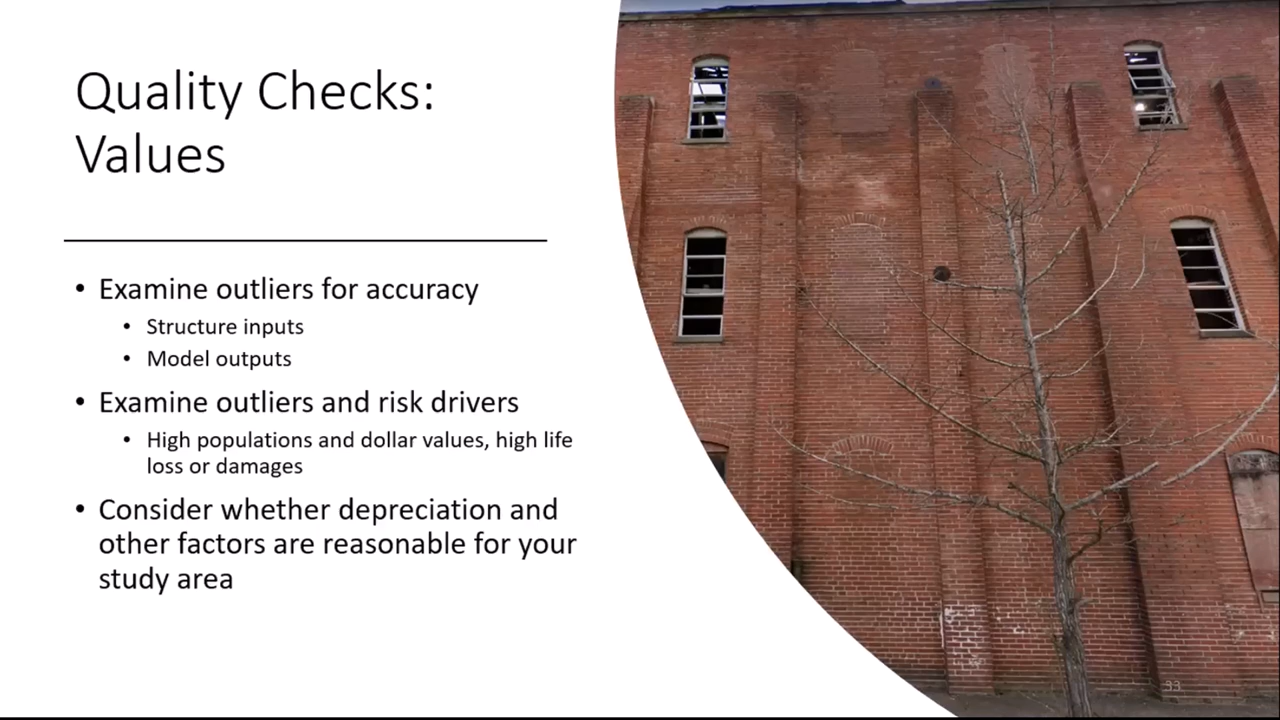 Quality Checks:
Values
• Examine outliers for accuracy
• Structure inputs
• Model outputs
• Examine outliers and risk drivers
• High populations and dollar values, high life
loss or damages
• Consider whether depreciation and
other factors are reasonable for your
study area
33